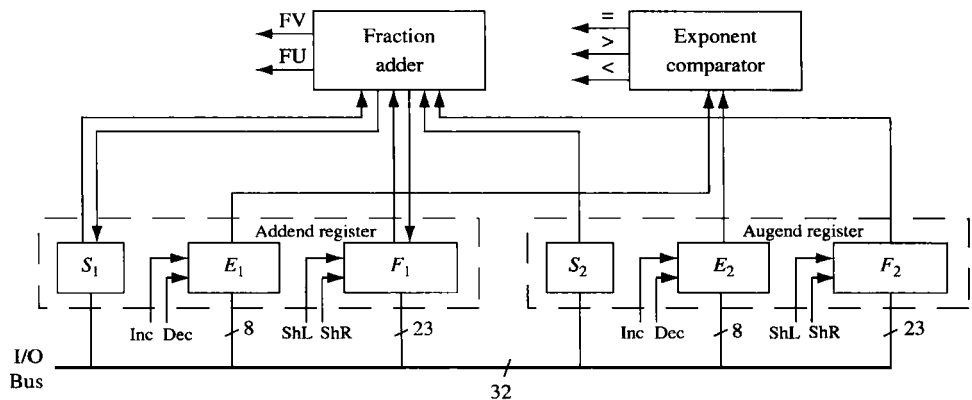 FV
FU
Fraction
adder
=
>
<
Exponent
comparator
Addend register
Augend register
S1
E1
F1
S2
E2
F2
Inc Dec
8
ShL ShR
23
Inc Dec
8
ShL ShR
23
I/O
Bus
32